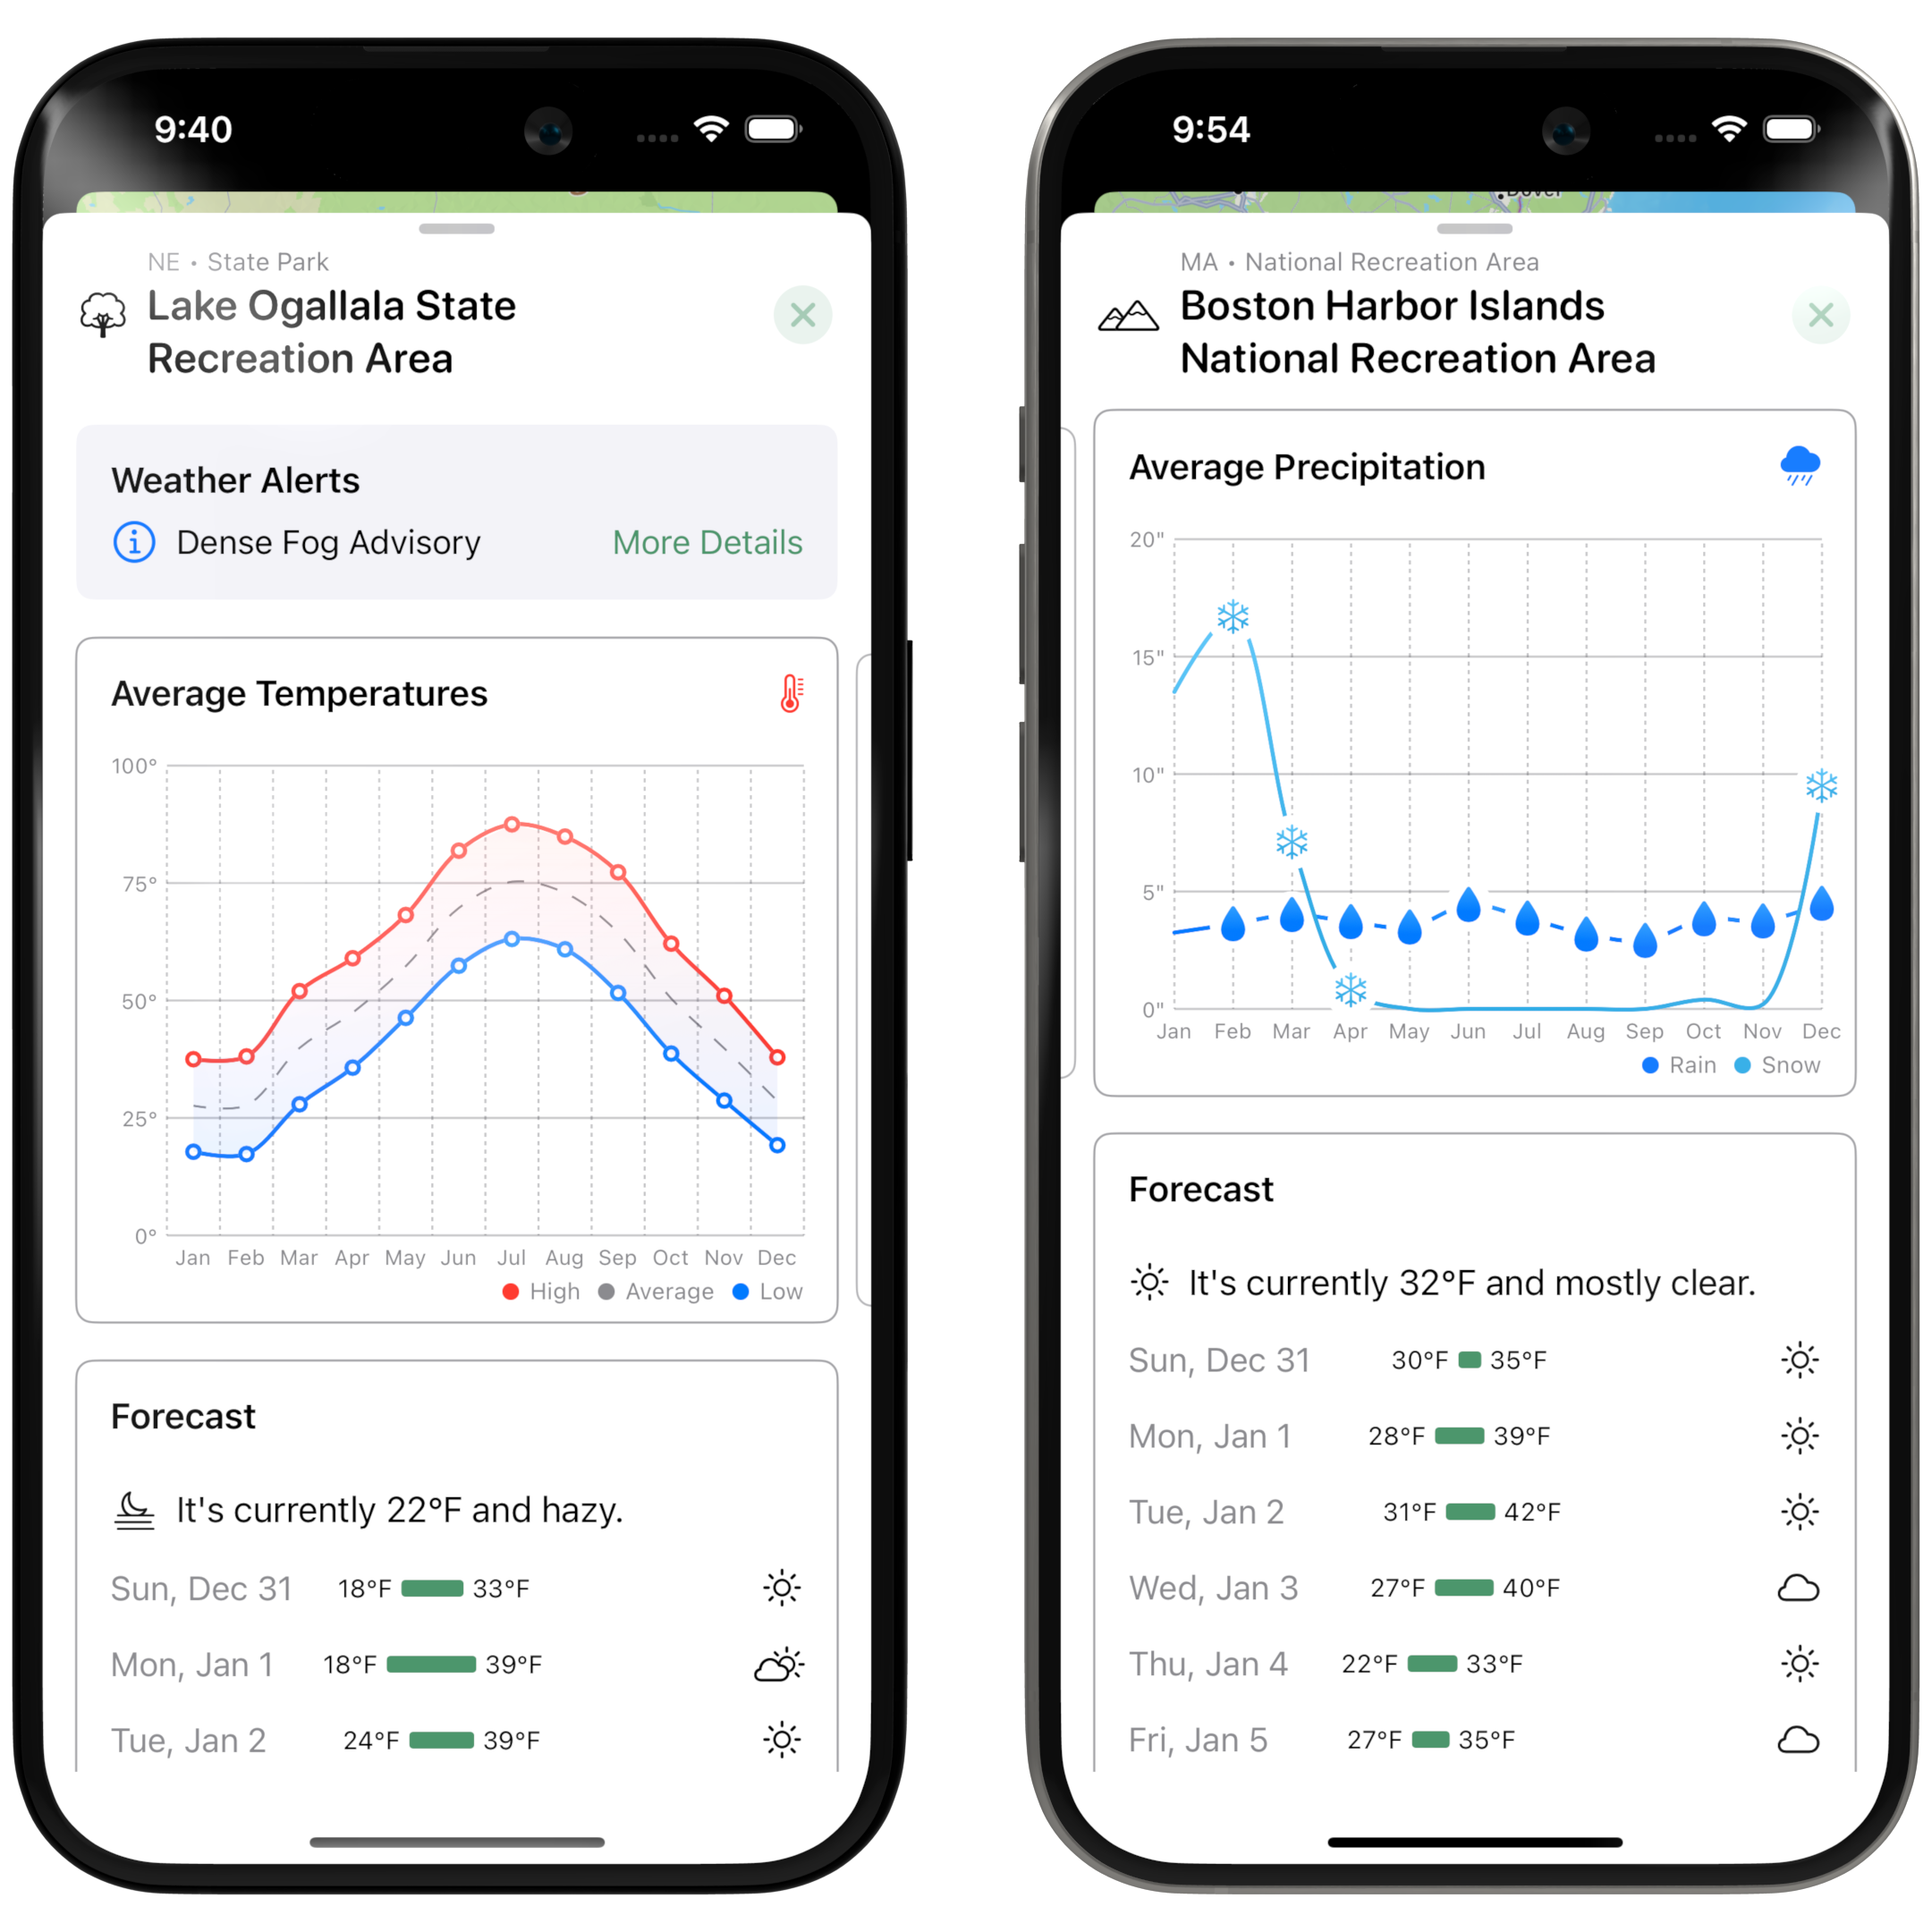 9:40
NE • State Park
Lake Ogallala State
Recreation Area
Weather Alerts
Dense Fog Advisory More Details
Average Temperatures
100°
75°
50°
25°
0°
Jan Feb Mar Apr May Jun Jul Aug Sep Oct Nov Dec
High Average Low
Forecast
It's currently 22°F and hazy.
Sun, Dec 31 18°F 33°F
Mon, Jan 1 18°F 39°F
Tue, Jan 2 24°F 39°F
9:54
Dover
MA • National Recreation Area
Boston Harbor Islands
National Recreation Area
Average Precipitation
20"
15"
10"
5"
0"
Jan Feb Mar Apr May Jun Jul Aug Sep Oct Nov Dec
Rain Snow
Forecast
It's currently 32°F and mostly clear.
Sun, Dec 31 30°F 35°F
Mon, Jan 1 28°F 39°F
Tue, Jan 2 31°F 42°F
Wed, Jan 3 27°F 40°F
Thu, Jan 4 22°F 33°F
Fri, Jan 5 27°F 35°F